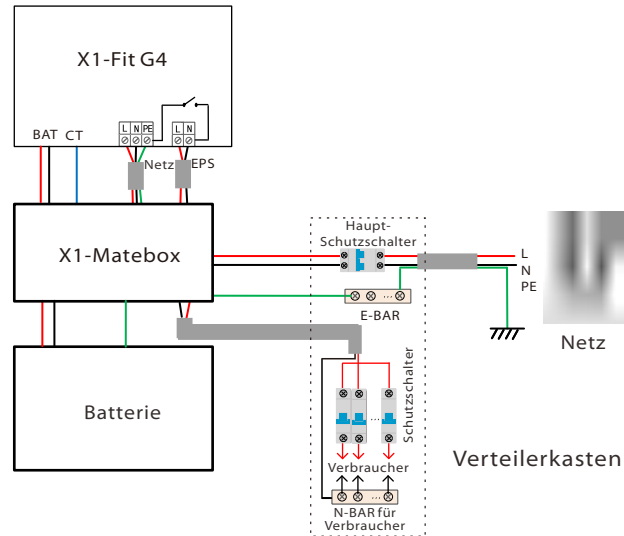 X1-Fit G4
BAT CT
L N PE
L N
Netz
EPS
X1-Matebox
Haupt-
Schutzschalter
L
N
PE
E-BAR
Netz
Batterie
Schutzschalter
Verbraucher
Verteilerkasten
N-BAR für
Verbraucher